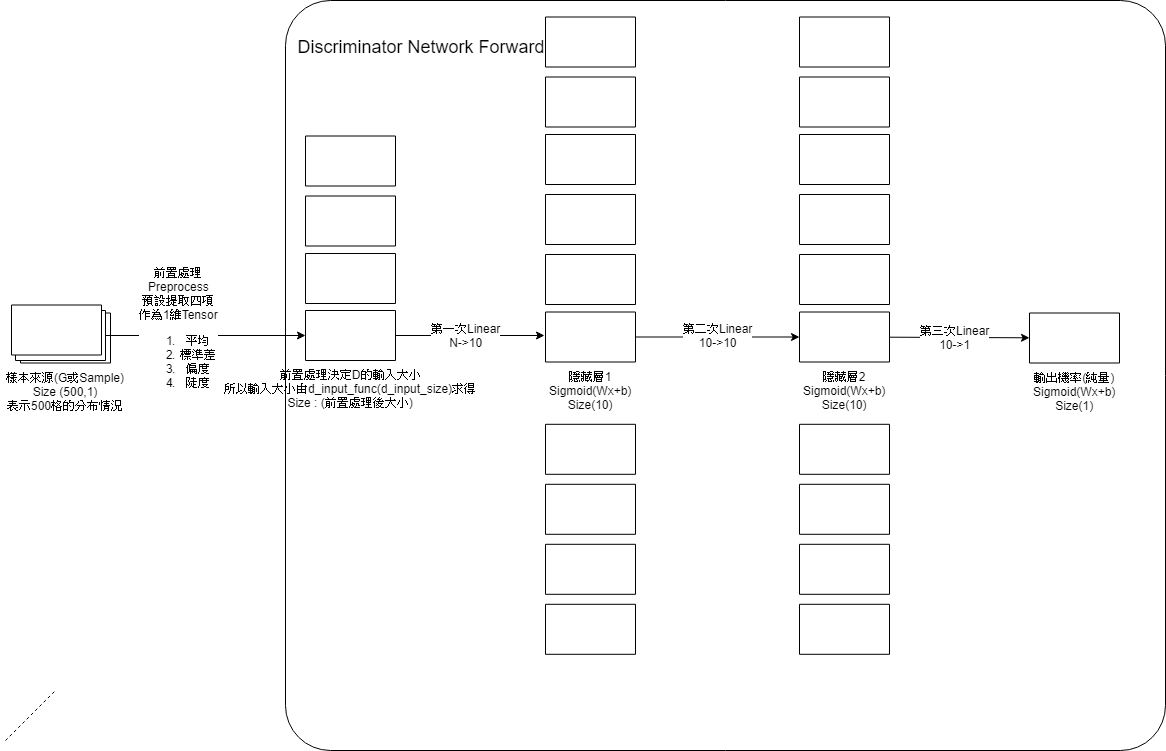 Discriminator Network Forward
前置處理
Preprocess
預設提取四項
作為1維Tensor
1. 平均
2. 標準差
3. 偏度
4. 陡度
樣本來源(G或Sample)
Size (500,1)
表示500格的分布情況
前置處理決定D的輸入大小
所以輸入大小由d_input_func(d_input_size)求得
Size : (前置處理後大小)
第一次Linear
N->10
隱藏層1
Sigmoid(Wx+b)
Size(10)
第二次Linear
10->10
隱藏層2
Sigmoid(Wx+b)
Size(10)
第三次Linear
10->1
輸出機率(純量)
Sigmoid(Wx+b)
Size(1)